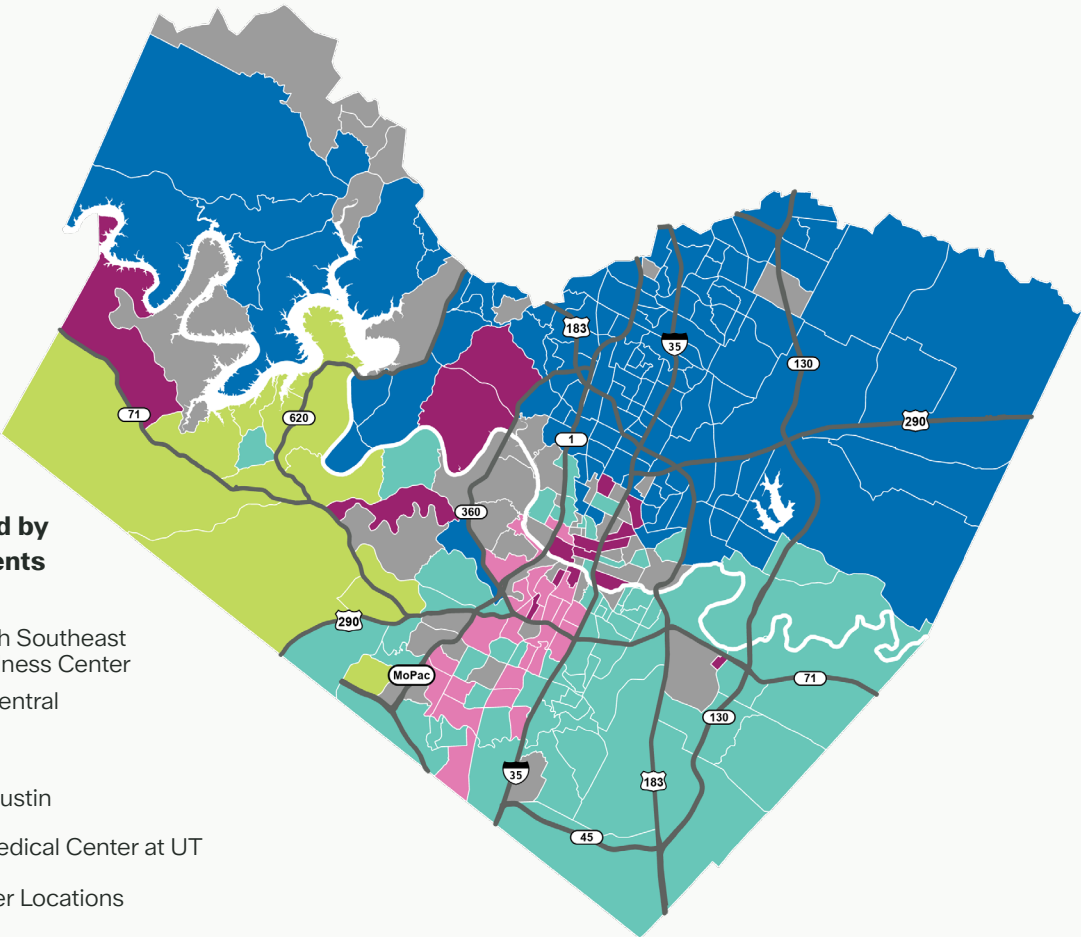 183
35
130
71
620
1
290
360
d by
ents
290
h Southeast
ness Center
MoPac
71
entral
130
35
183
ustin
45
edical Center at UT
er Locations